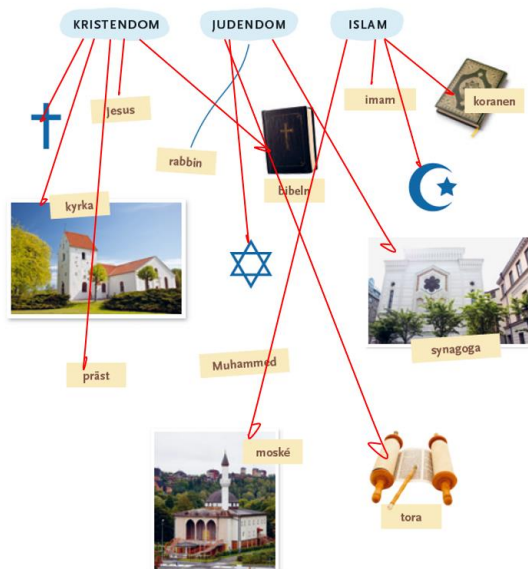 KRISTENDOM
JUDENDOM
ISLAM
jesus
imam
koranen
rabbin
bibeln
kyrka
synagoga
Muhammed
präst
moské
tora